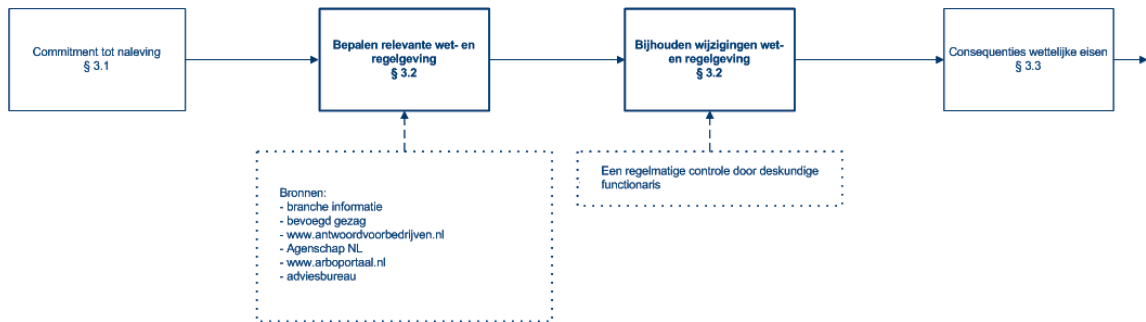 Commitment tot naleving
§ 3.1
Bepalen relevante wet- en
regelgeving
§ 3.2
Bijhouden wijzigingen wet-
en regelgeving
§ 3.2
Consequenties wettelijke eisen
§ 3.3
Bronnen:
- branche informatie
- bevoegd gezag
- www.antwoordvoorbedrijven.nl
- Agenschap NL
- www.arboportaal.nl
- adviesbureau
Een regelmatige controle door deskundige
functionaris